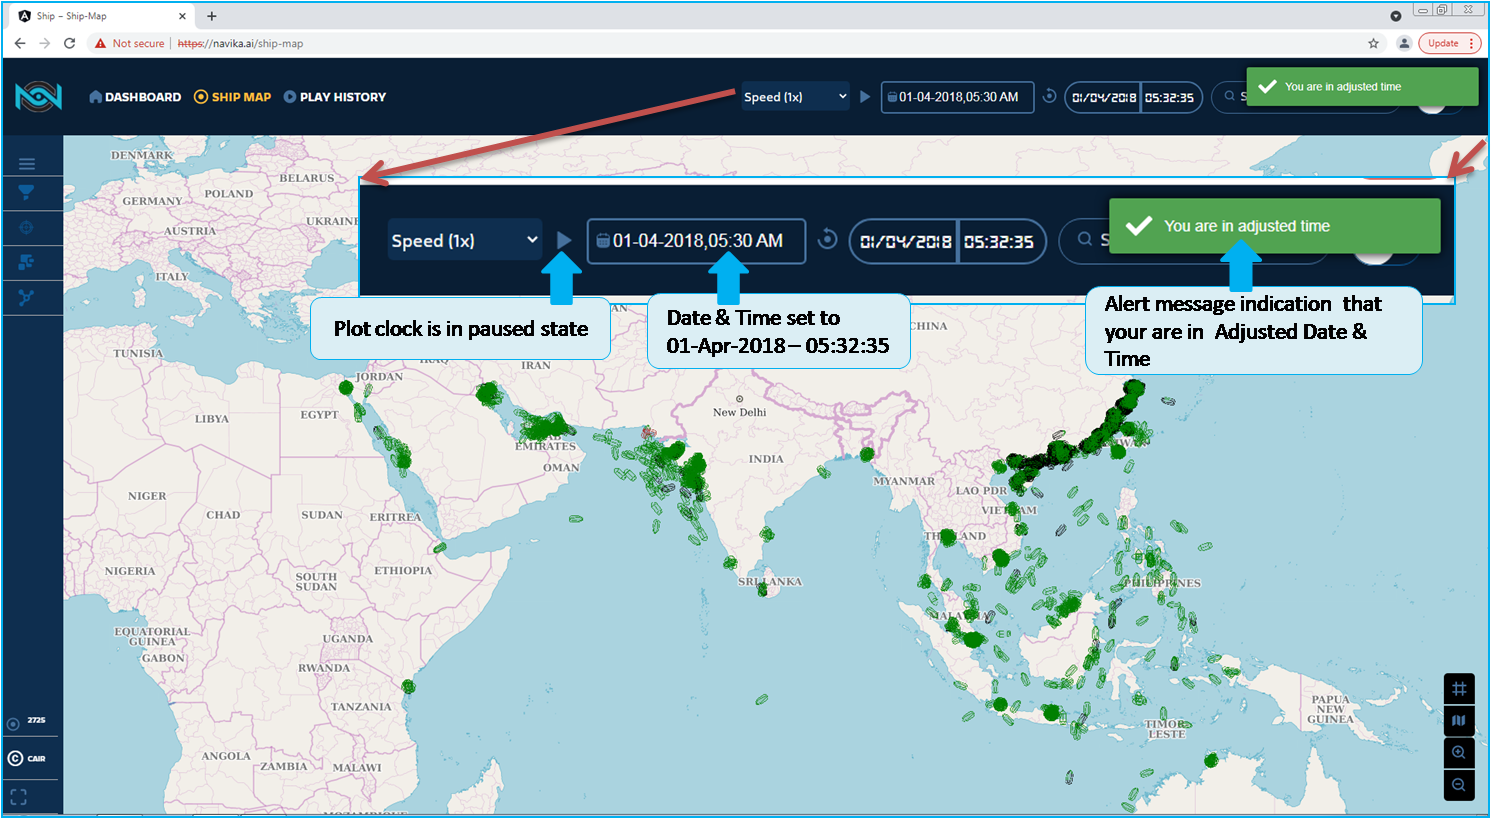 Ship – Ship-Map
Not secure
https://navika.ai/ship-map
Update
DASHBOARD
SHIP MAP
PLAY HISTORY
Speed (1x)
01-04-2018,05:30 AM
01/04/2018
05:32:35
S
You are in adjusted time
Speed (1x)
01-04-2018,05:30 AM
01/04/2018
05:32:35
S
You are in adjusted time
Plot clock is in paused state
Date & Time set to
01-Apr-2018 – 05:32:35
Alert message indication that
your are in Adjusted Date &
Time
DENMARK
BELARUS
POLAND
GERMANY
UKRAINE
AUSTRIA
ITALY
CHINA
TUNISIA
IRAQ
IRAN
JORDAN
New Delhi
LIBYA
EGYPT
EMIRATES
INDIA
OMAN
MYANMAR
LAO PDR
NIGER
CHAD
SUDAN
ERITREA
VIETNAM
THAILAND
NIGERIA
ETHIOPIA
SOUTH
SUDAN
SRI LANKA
PHILIPPINES
MALAYSIA
EQUATORIAL
GUINEA
UGANDA
GABON
RWANDA
TANZANIA
PAPUA
NEW
GUINEA
TIMOR
LESTE
2725
CAIR
ANGOLA
ZAMBIA
MALAWI
MOZAMBIQUE